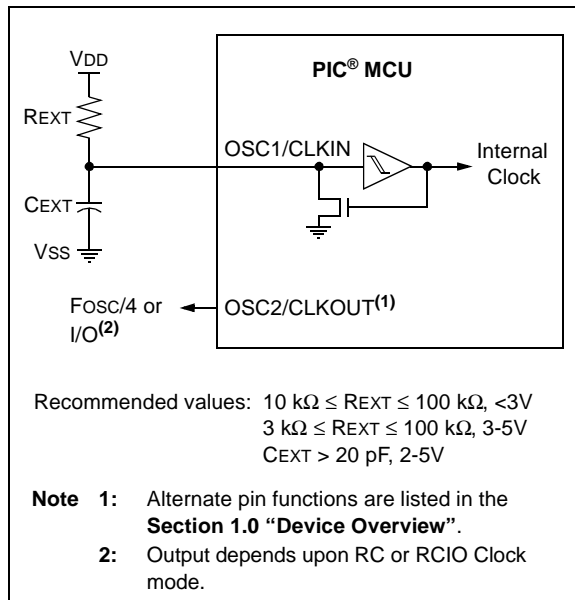 VDD
PIC® MCU
REXT
OSC1/CLKIN
Internal
Clock
CEXT
VSS
FOSC/4 or
I/O(2)
OSC2/CLKOUT(1)
Recommended values: 10 kΩ ≤ REXT ≤ 100 kΩ, <3V
3 kΩ ≤ REXT ≤ 100 kΩ, 3-5V
CEXT > 20 pF, 2-5V
Note 1: Alternate pin functions are listed in the
Section 1.0 “Device Overview”.
2: Output depends upon RC or RCIO Clock
mode.